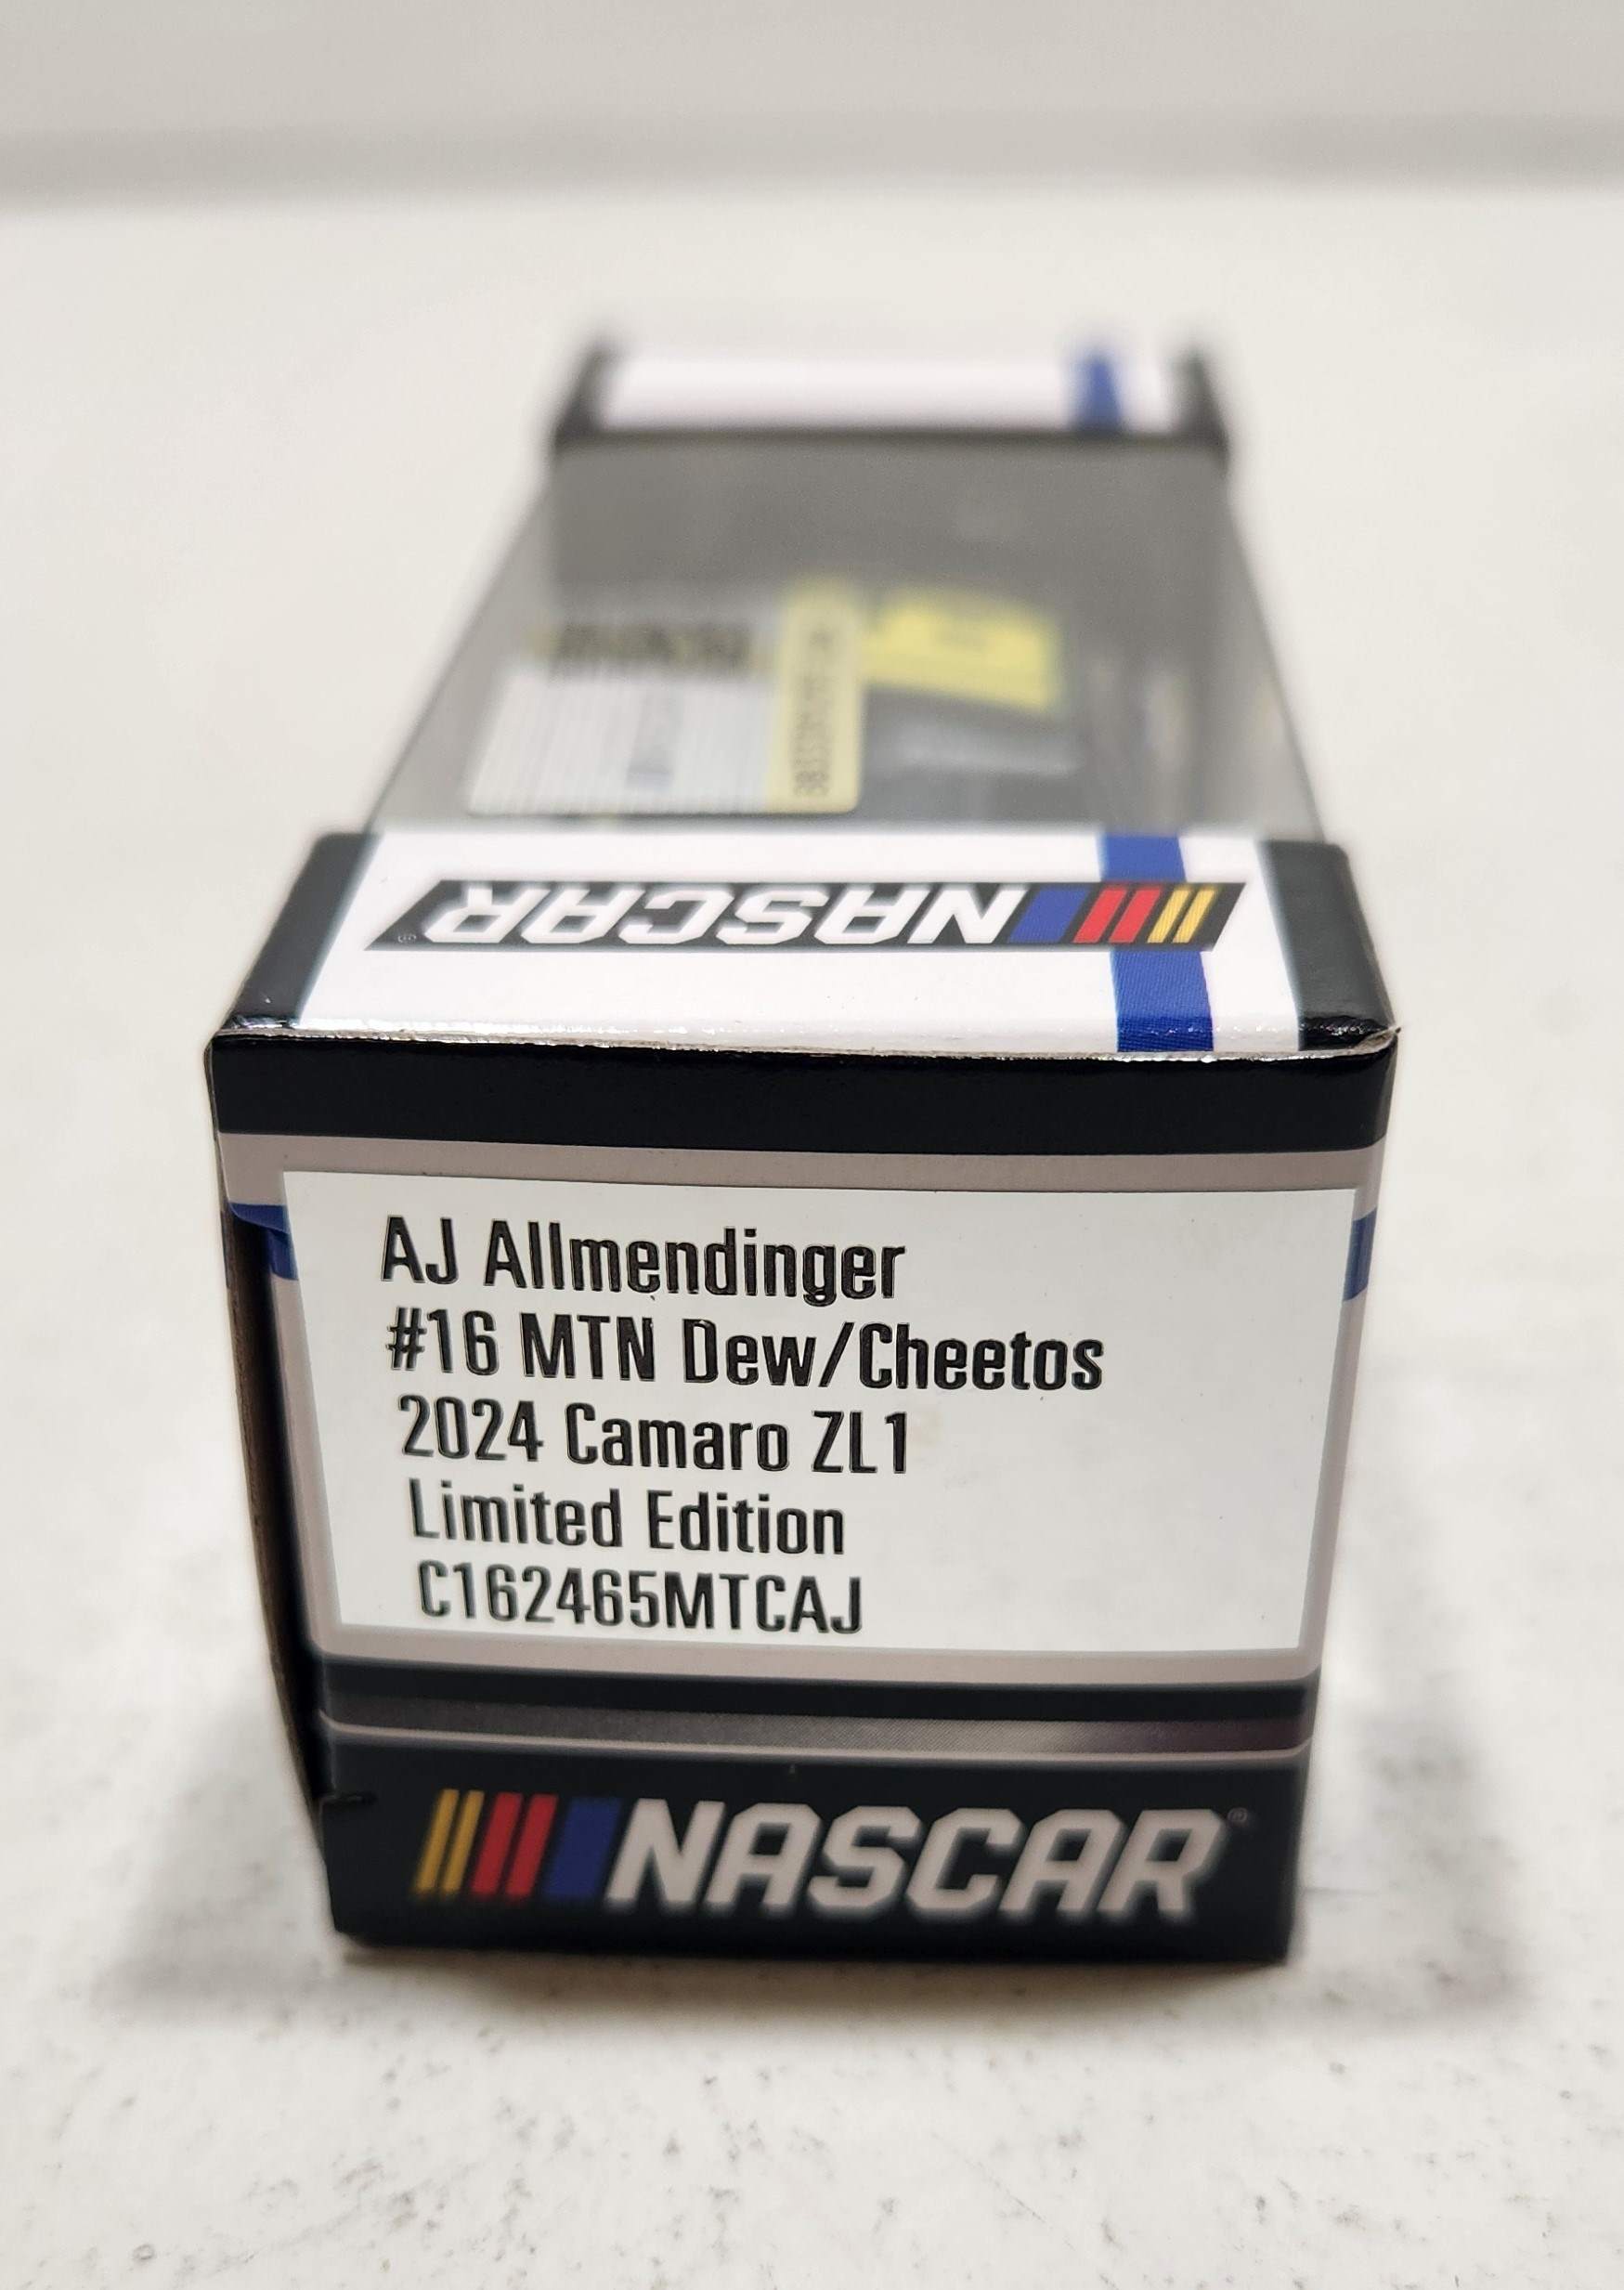 NASCAR
AJ Allmendinger
#16 MTN Dew/Cheetos
2024 Camaro ZL1
Limited Edition
C162465MTCAJ
NASCAR